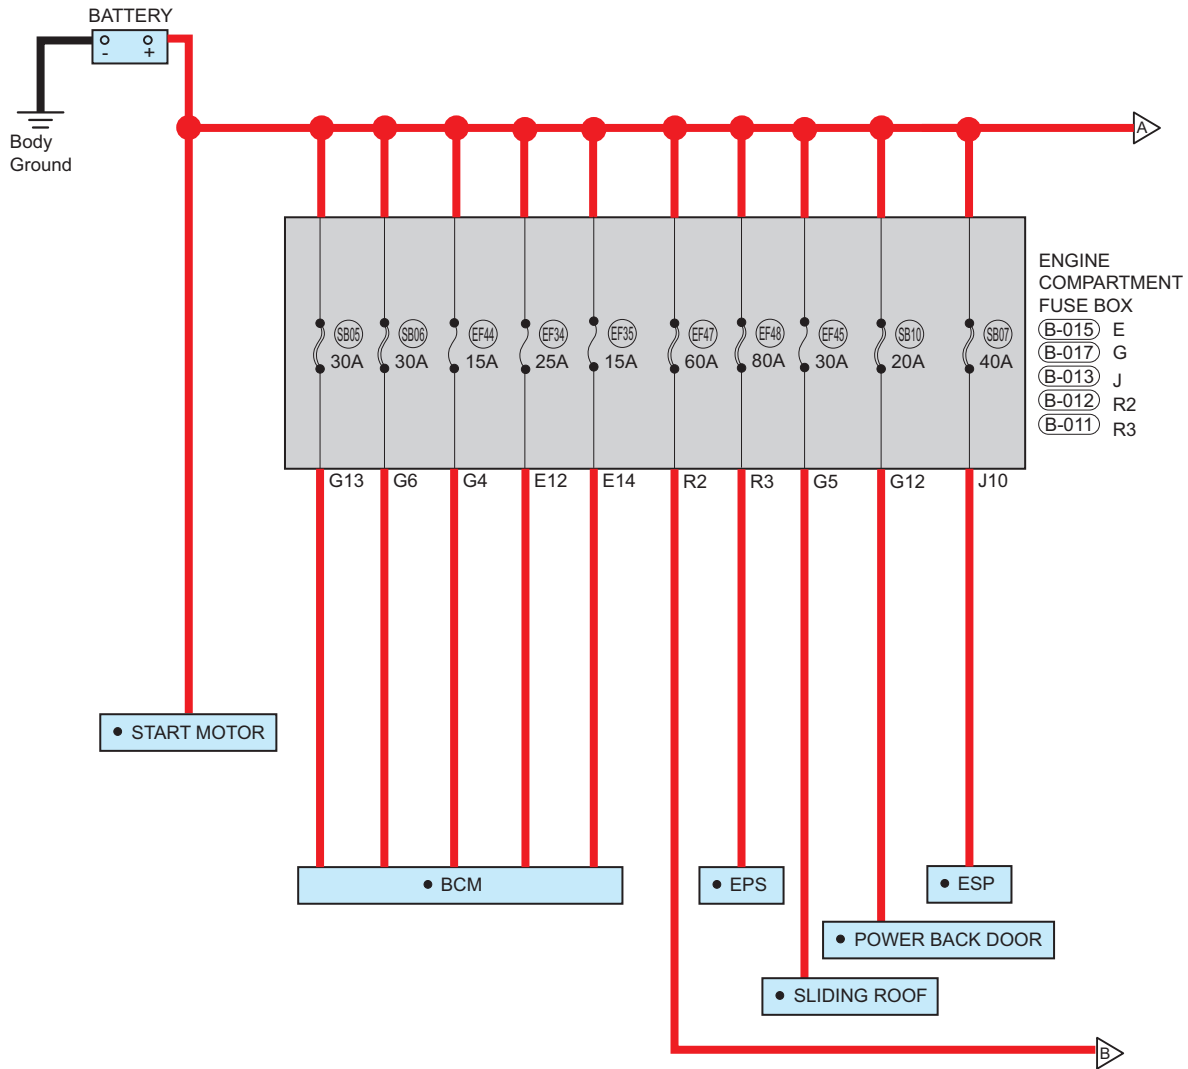 BATTERY
- +
Body
Ground
A
ENGINE
COMPARTMENT
FUSE BOX
B-015 E
B-017 G
B-013 J
B-012 R2
B-011 R3
SB05 SB06 EF44 EF34 EF35 EF47 EF48 EF45 SB10 SB07
30A 30A 15A 25A 15A 60A 80A 30A 20A 40A
G13 G6 G4 E12 E14 R2 R3 G5 G12 J10
• START MOTOR
• BCM
• EPS
• ESP
• POWER BACK DOOR
• SLIDING ROOF
B